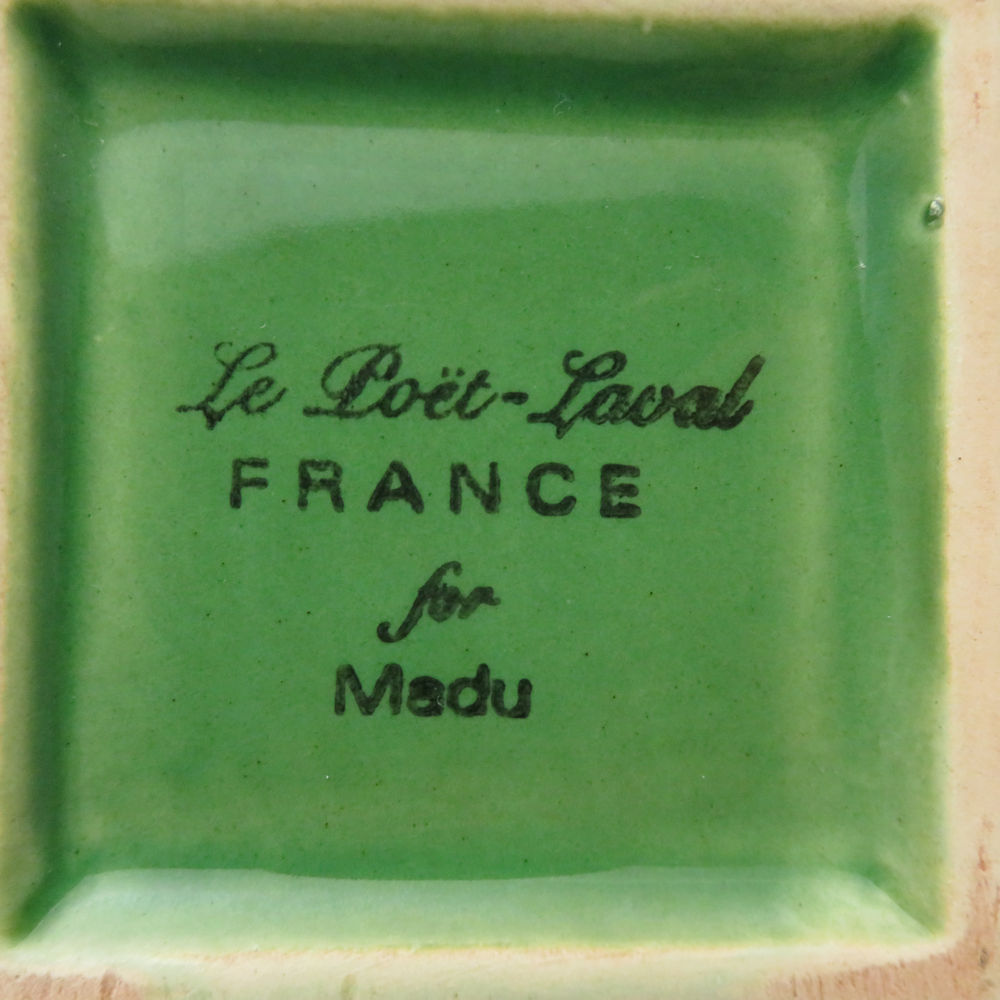 Le Poët-Laval
FRANCE
for
Madu